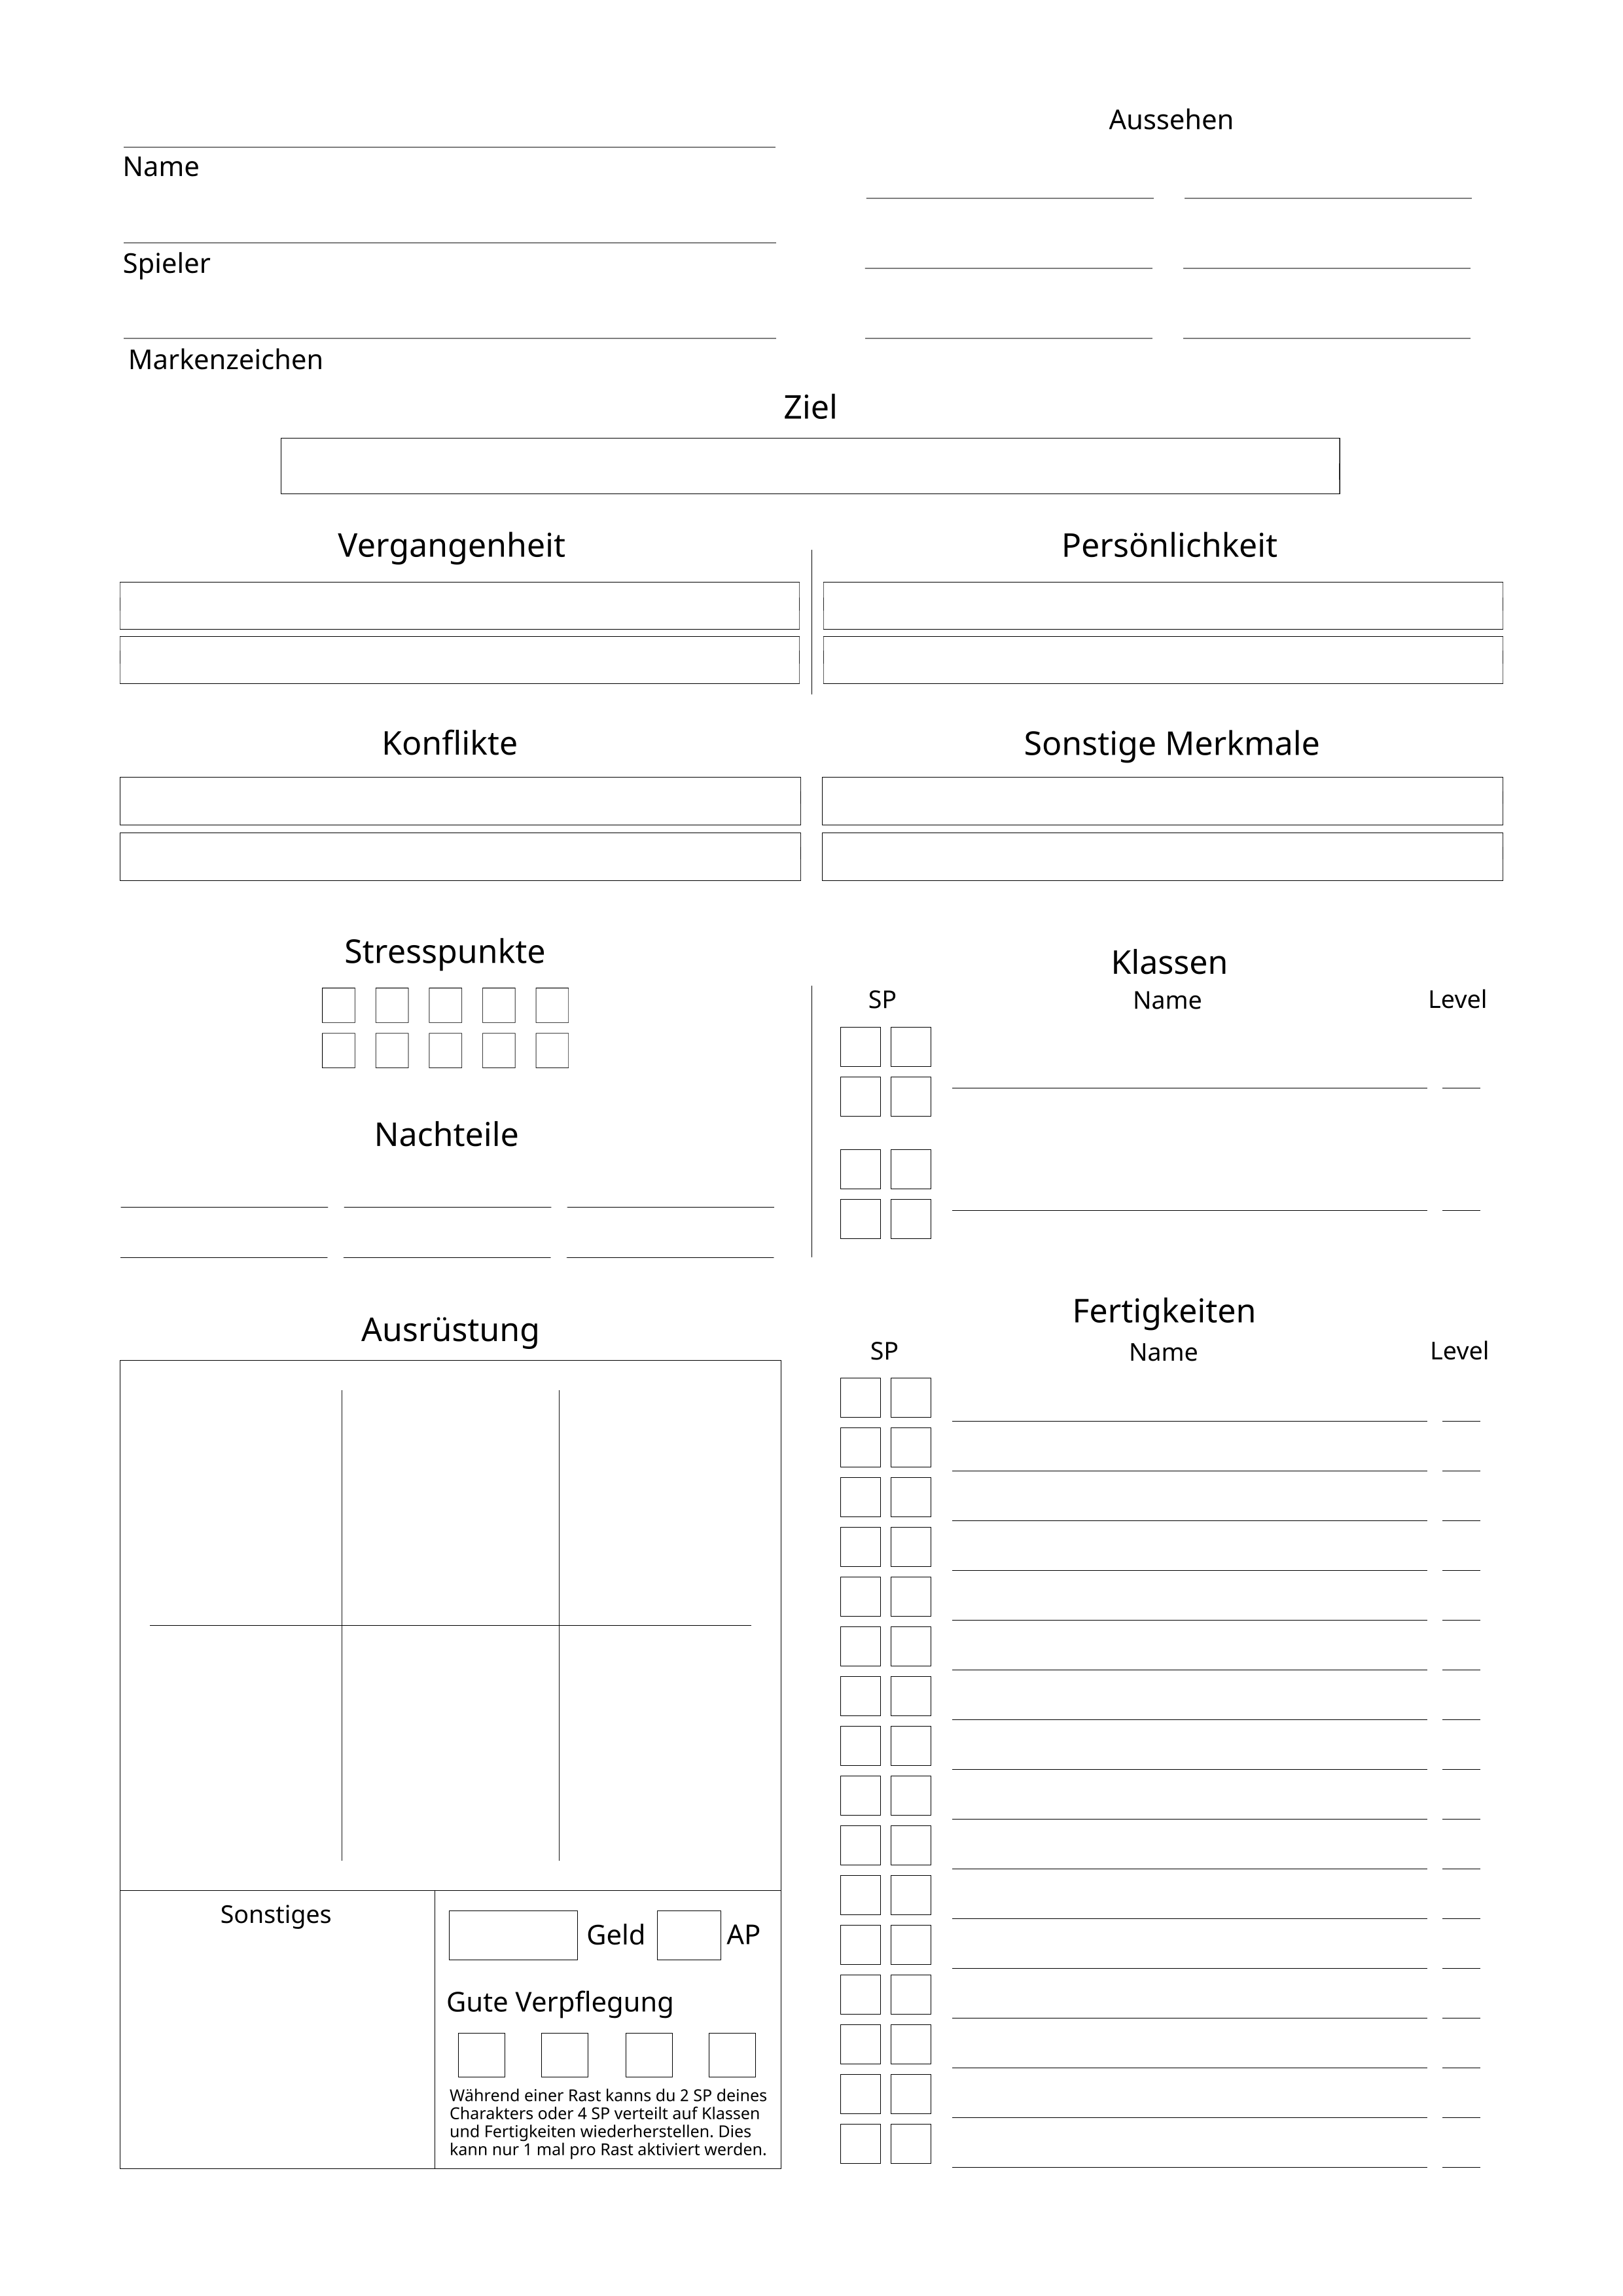 Name
Spieler
Markenzeichen
Aussehen
Ziel
Vergangenheit
Persönlichkeit
Konflikte
Sonstige Merkmale
Stresspunkte
Nachteile
Klassen
SP Name Level
Ausrüstung
Sonstiges
Geld AP
Gute Verpflegung
Während einer Rast kanns du 2 SP deines
Charakters oder 4 SP verteilt auf Klassen
und Fertigkeiten wiederherstellen. Dies
kann nur 1 mal pro Rast aktiviert werden.
Fertigkeiten
SP Name Level